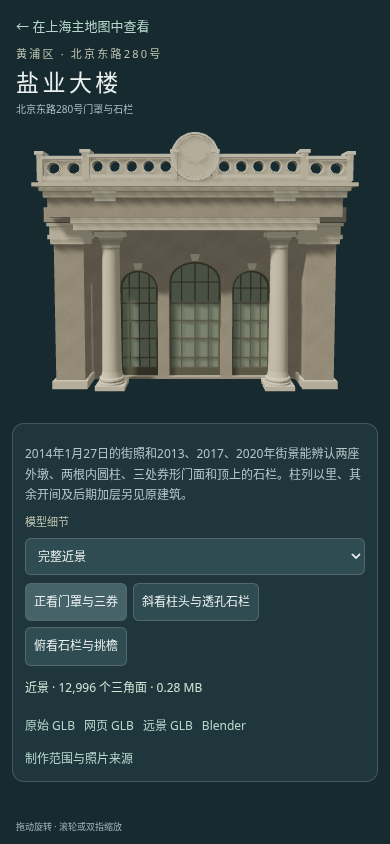 ← 在上海主地图中查看
黄浦区 · 北京东路280号
盐业大楼
北京东路280号门罩与石栏
2014年1月27日的街照和2013、2017、2020年街景能辨认两座
外墩、两根内圆柱、三处券形门面和顶上的石栏。柱列以里、其
余开间及后期加层另见原建筑。
模型细节
完整近景
正看门罩与三券
斜看柱头与透孔石栏
俯看石栏与挑檐
近景 · 12,996 个三角面 · 0.28 MB
原始 GLB 网页 GLB 远景 GLB Blender
制作范围与照片来源
拖动旋转 · 滚轮或双指缩放